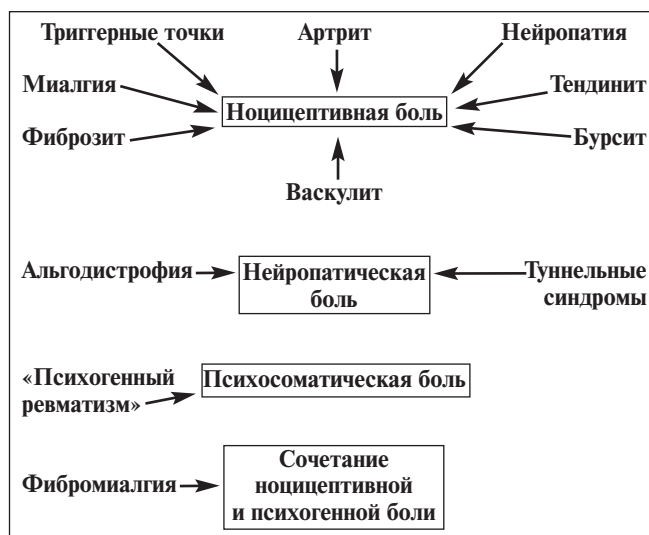 Триггерные точки Артрит Нейропатия
Миалгия Тендинит
Ноцицептивная боль
Фиброзит Бурсит
Васкулит
Альгодистрофия Нейропатическая Туннельные
боль синдромы
«Психогенный Психосоматическая боль
ревматизм»
Сочетание
Фибромиалгия ноцицептивной
и психогенной боли